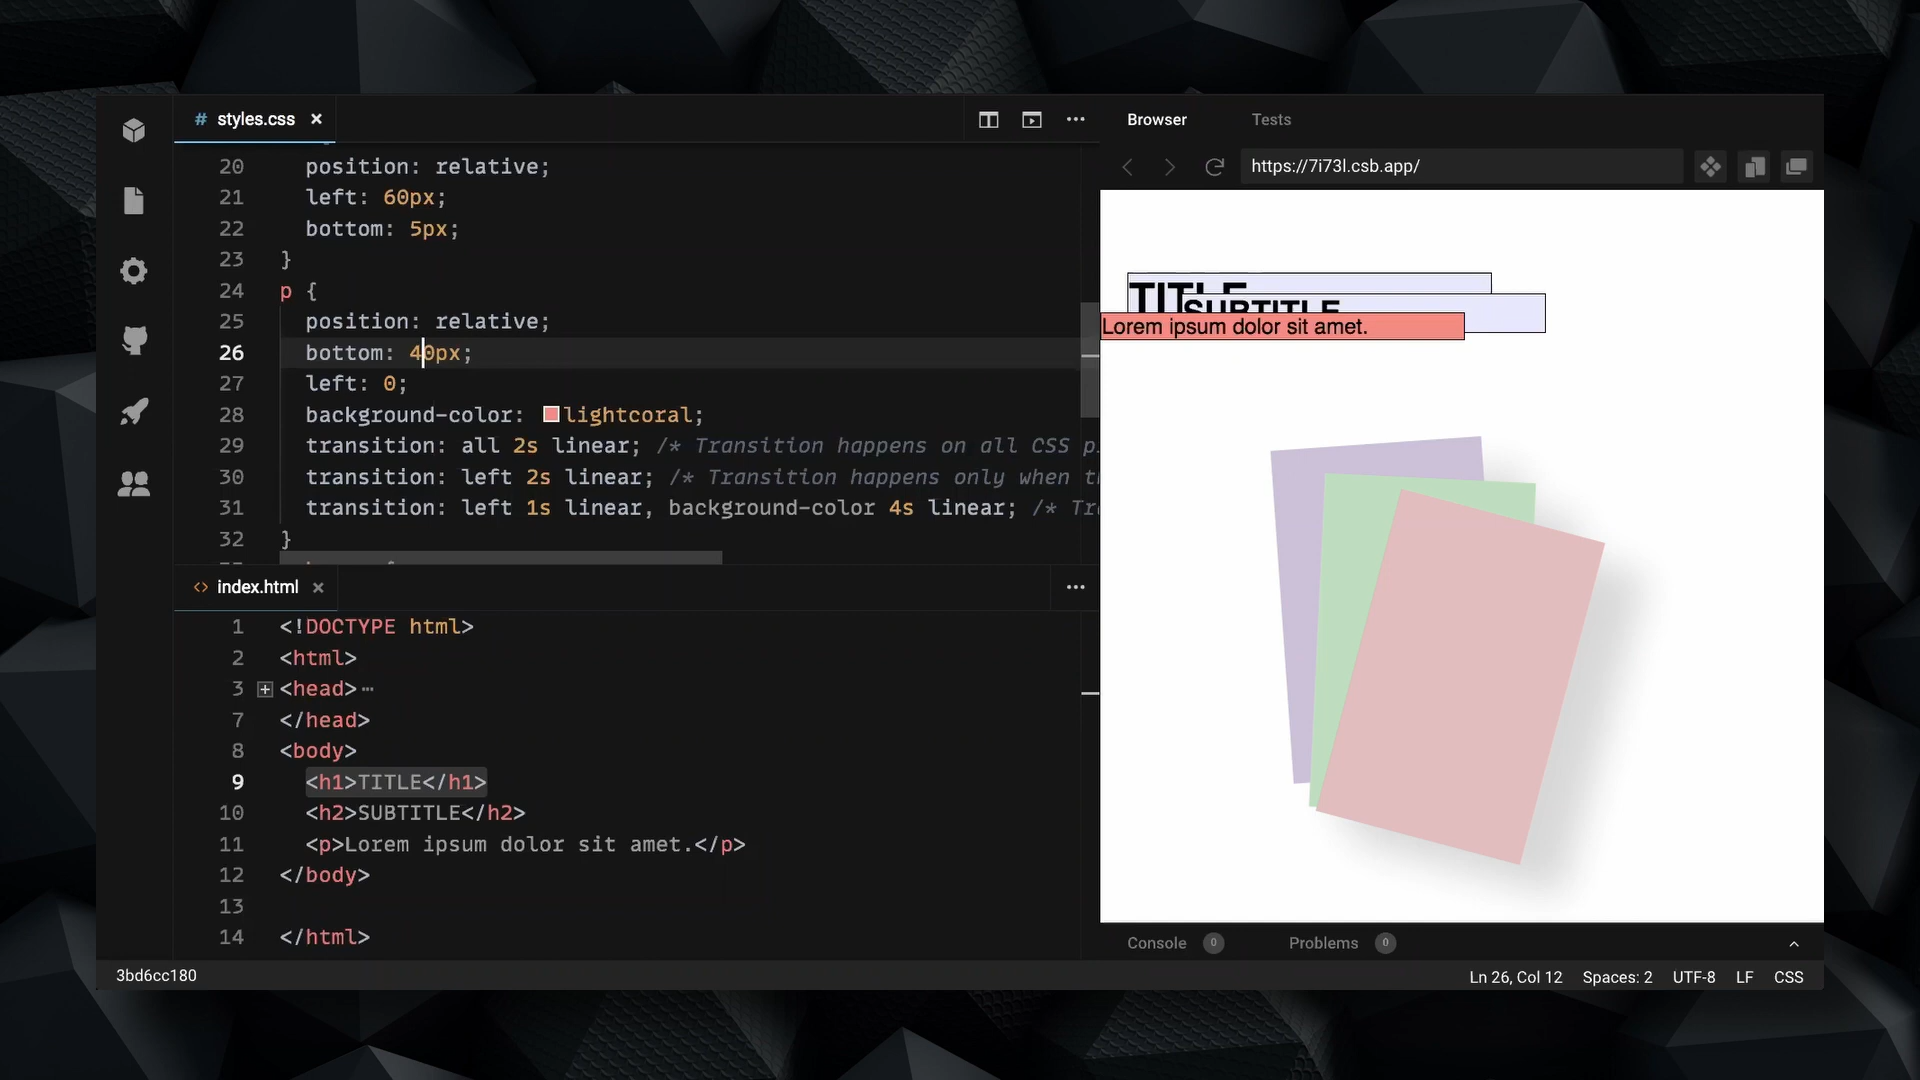 # styles.css ×
20 position: relative;
21 left: 60px;
22 bottom: 5px;
23 }
24 p {
25 position: relative;
26 bottom: 40px;
27 left: 0;
28 background-color: lightcoral;
29 transition: all 2s linear; /* Transition happens on all CSS p
30 transition: left 2s linear; /* Transition happens only when t
31 transition: left 1s linear, background-color 4s linear; /* Tr
32 }
<> index.html ×
1 <!DOCTYPE html>
2 <html>
3 <head>
7 </head>
8 <body>
9 <h1>TITLE</h1>
10 <h2>SUBTITLE</h2>
11 <p>Lorem ipsum dolor sit amet.</p>
12 </body>
13
14 </html>
Browser Tests
https://7i73l.csb.app/
TITLE
SUBTITLE
Lorem ipsum dolor sit amet.
Console 0 Problems 0
3bd6cc180
Ln 26, Col 12 Spaces: 2 UTF-8 LF CSS